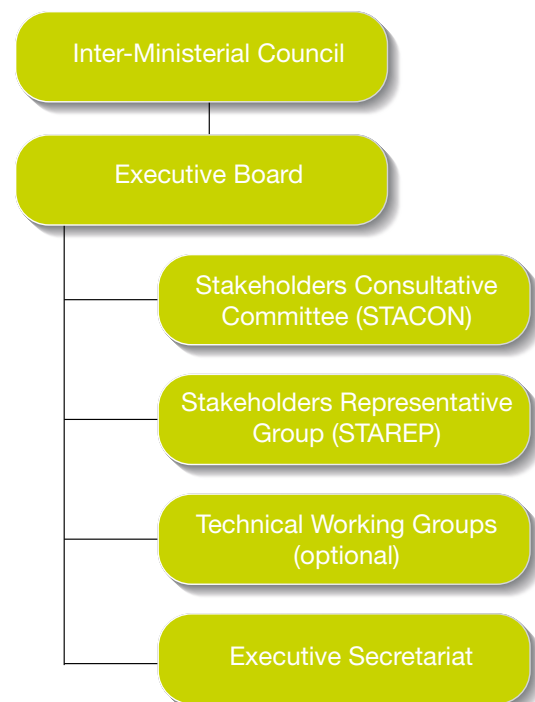 Inter-Ministerial Council
Executive Board
Stakeholders Consultative
Committee (STACON)
Stakeholders Representative
Group (STAREP)
Technical Working Groups
(optional)
Executive Secretariat